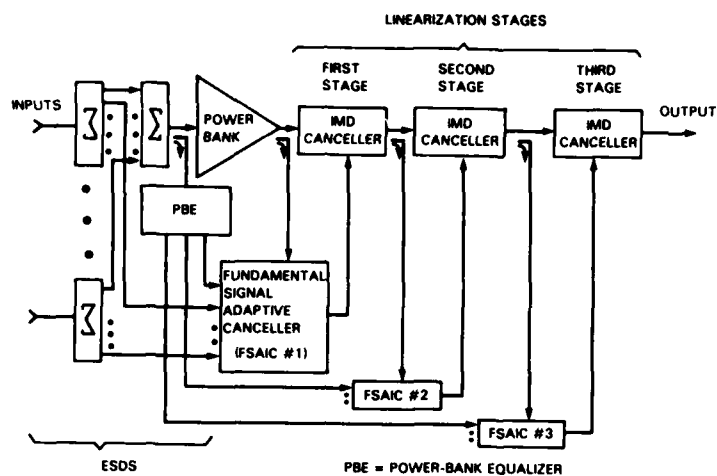 LINEARIZATION STAGES
FIRST
STAGE
SECOND
STAGE
THIRD
STAGE
INPUTS
Σ
Σ
POWER
BANK
IMD
CANCELLER
IMD
CANCELLER
IMD
CANCELLER
OUTPUT
PBE
Σ
FUNDAMENTAL
SIGNAL
ADAPTIVE
CANCELLER
(FSAIC #1)
FSAIC #2
FSAIC #3
ESDS
PBE = POWER-BANK EQUALIZER